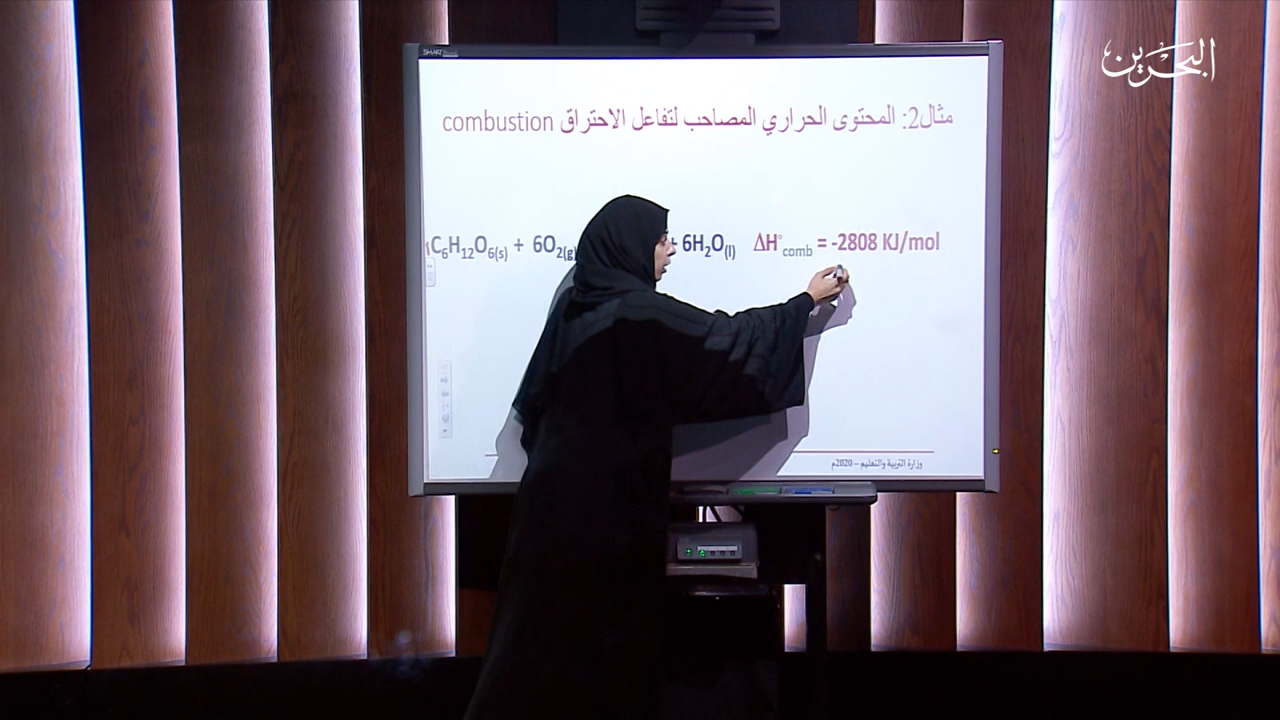 البحرين
SMART
مثال2: المحتوى الحراري المصاحب لتفاعل الاحتراق combustion
C₆H₁₂O₆(s) + 6O₂(g) + 6H₂O(l) ΔH°comb = -2808 KJ/mol
وزارة التربية والتعليم – 2020م